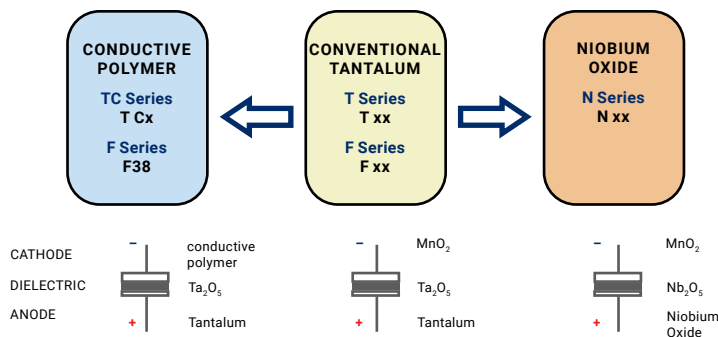 CONDUCTIVE
POLYMER
TC Series
T Cx
F Series
F38
CONVENTIONAL
TANTALUM
T Series
T xx
F Series
F xx
NIOBIUM
OXIDE
N Series
N xx
CATHODE
DIELECTRIC
ANODE
–
conductive
polymer
Ta₂O₅
+
Tantalum
–
MnO₂
Ta₂O₅
+
Tantalum
–
MnO₂
Nb₂O₅
+
Niobium
Oxide